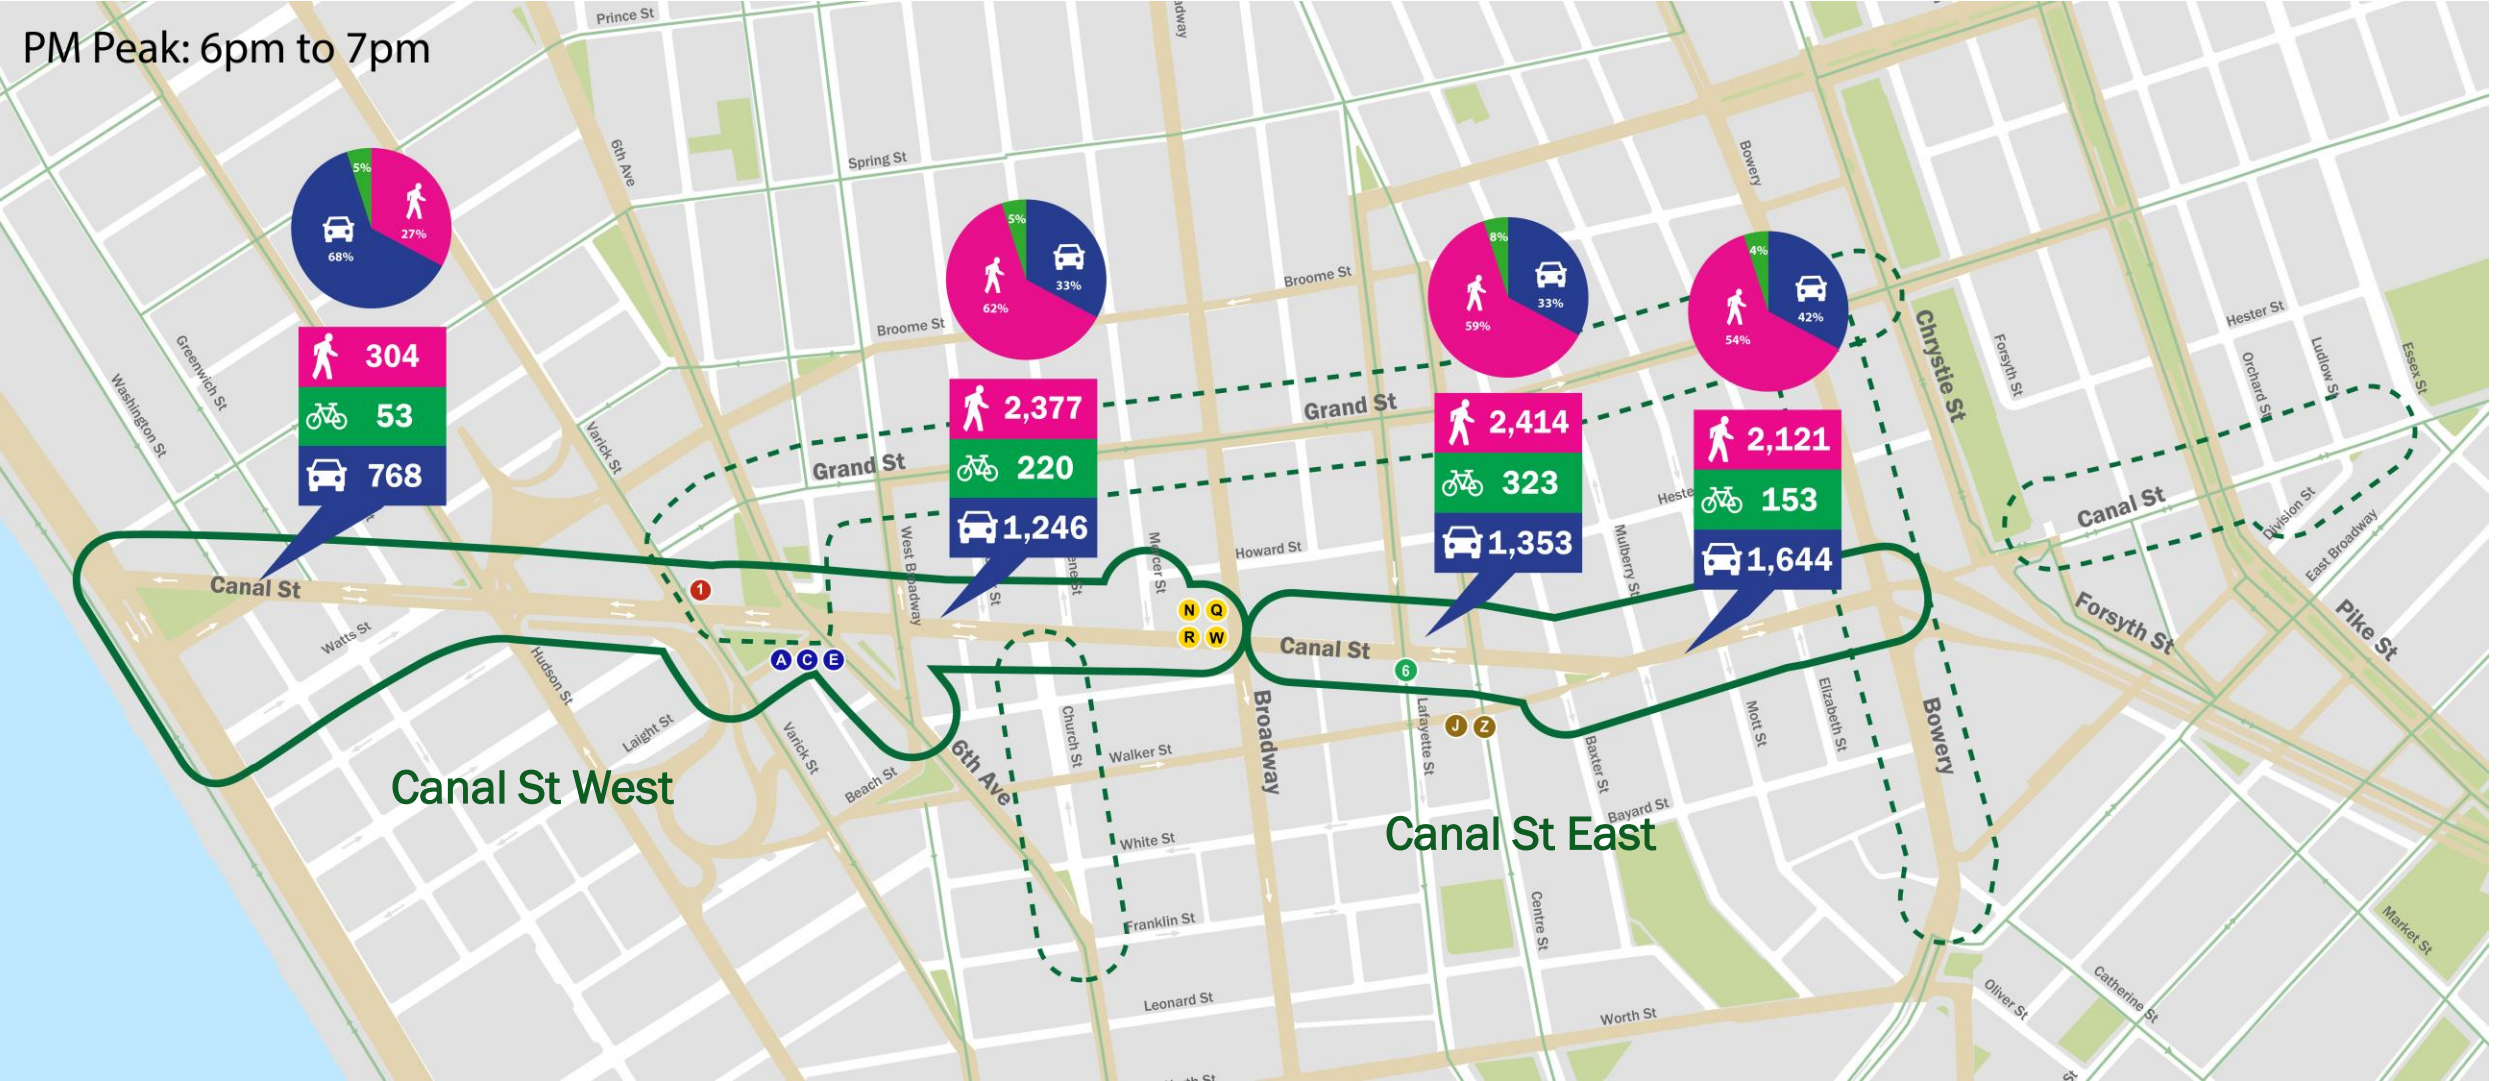 PM Peak: 6pm to 7pm
Prince St
Spring St
6th Ave
Bowery
5%
27%
68%
5%
33%
62%
8%
33%
59%
4%
42%
54%
304
53
768
2,377
220
1,246
2,414
323
1,353
2,121
153
1,644
Broome St
Broome St
Grand St
Grand St
Greenwich St
Washington St
Varick St
Chrystie St
Forsyth St
Hester St
Orchard St
Ludlow St
Essex St
Canal St
Division St
East Broadway
Forsyth St
Pike St
Howard St
West Broadway
Mulberry St
Canal St
Canal St
1
A C E
N Q
R W
6
J Z
Watts St
Hudson St
Laight St
Varick St
Beach St
6th Ave
Church St
Walker St
Broadway
Lafayette St
Baxter St
Mott St
Elizabeth St
Bowery
Canal St West
Canal St East
Bayard St
White St
Franklin St
Centre St
Leonard St
Worth St
Oliver St
Catherine St
Market St